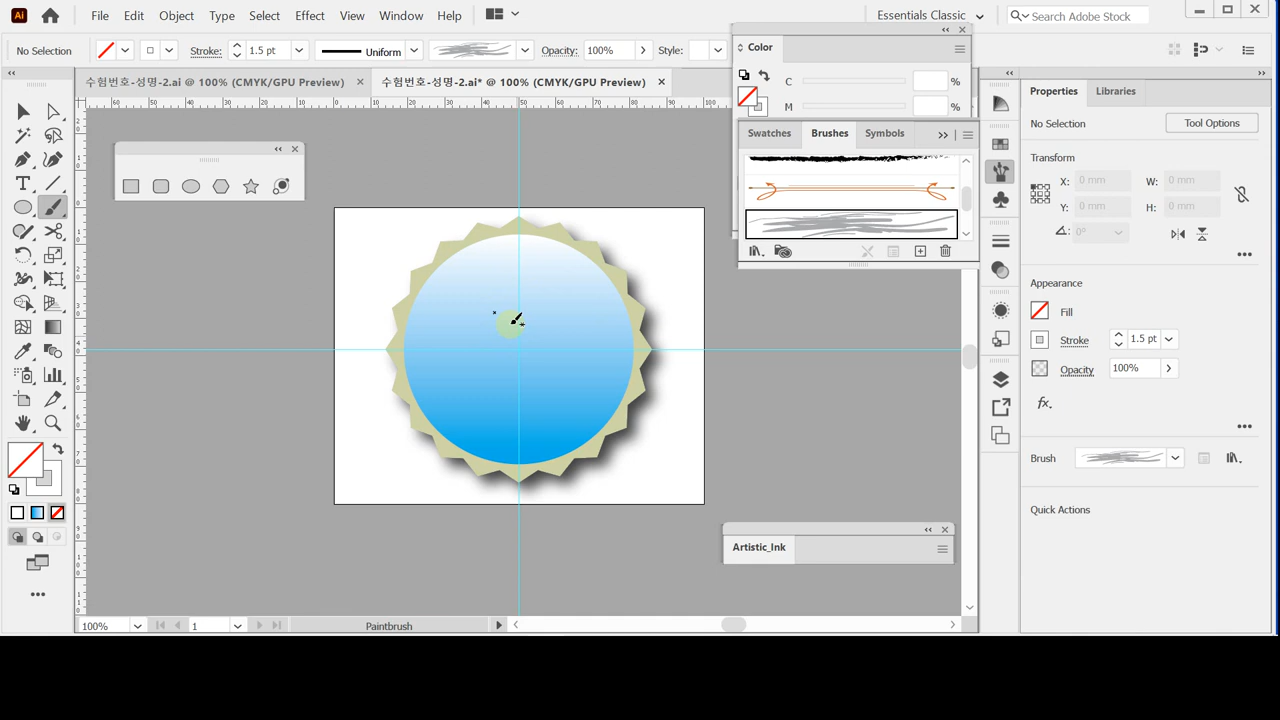 Ai File Edit Object Type Select Effect View Window Help Essentials Classic Search Adobe Stock
No Selection Stroke: 1.5 pt Uniform Opacity: 100% Style:
Color
C %
M %
수험번호-성명-2.ai @ 100% (CMYK/GPU Preview) 수험번호-성명-2.ai* @ 100% (CMYK/GPU Preview)
Swatches Brushes Symbols
Properties Libraries
No Selection Tool Options
Transform
X: 0 mm W: 0 mm
Y: 0 mm H: 0 mm
0°
Appearance
Fill
Stroke 1.5 pt
Opacity 100%
fx
Brush
Quick Actions
Artistic_Ink
100% 1 Paintbrush